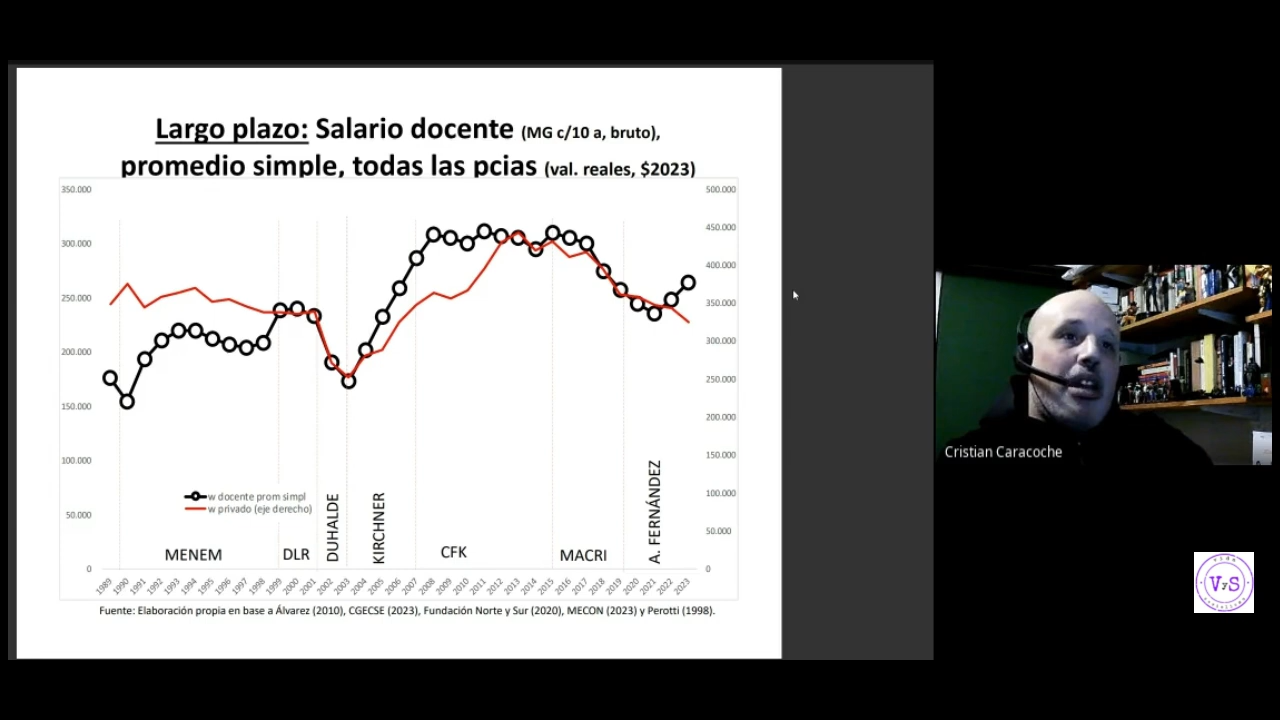 Largo plazo: Salario docente (MG c/10 a, bruto),
promedio simple, todas las pcias (val. reales, $2023)
350.000
300.000
250.000
200.000
150.000
100.000
50.000
0
500.000
450.000
400.000
350.000
300.000
250.000
200.000
150.000
100.000
50.000
0
w docente prom simpl
w privado (eje derecho)
MENEM
DLR
DUHALDE
KIRCHNER
CFK
MACRI
A. FERNÁNDEZ
1989 1990 1991 1992 1993 1994 1995 1996 1997 1998 1999 2000 2001 2002 2003 2004 2005 2006 2007 2008 2009 2010 2011 2012 2013 2014 2015 2016 2017 2018 2019 2020 2021 2022 2023
Fuente: Elaboración propia en base a Álvarez (2010), CGECSE (2023), Fundación Norte y Sur (2020), MECON (2023) y Perotti (1998).
Cristian Caracoche
vida
VyS
socialismo